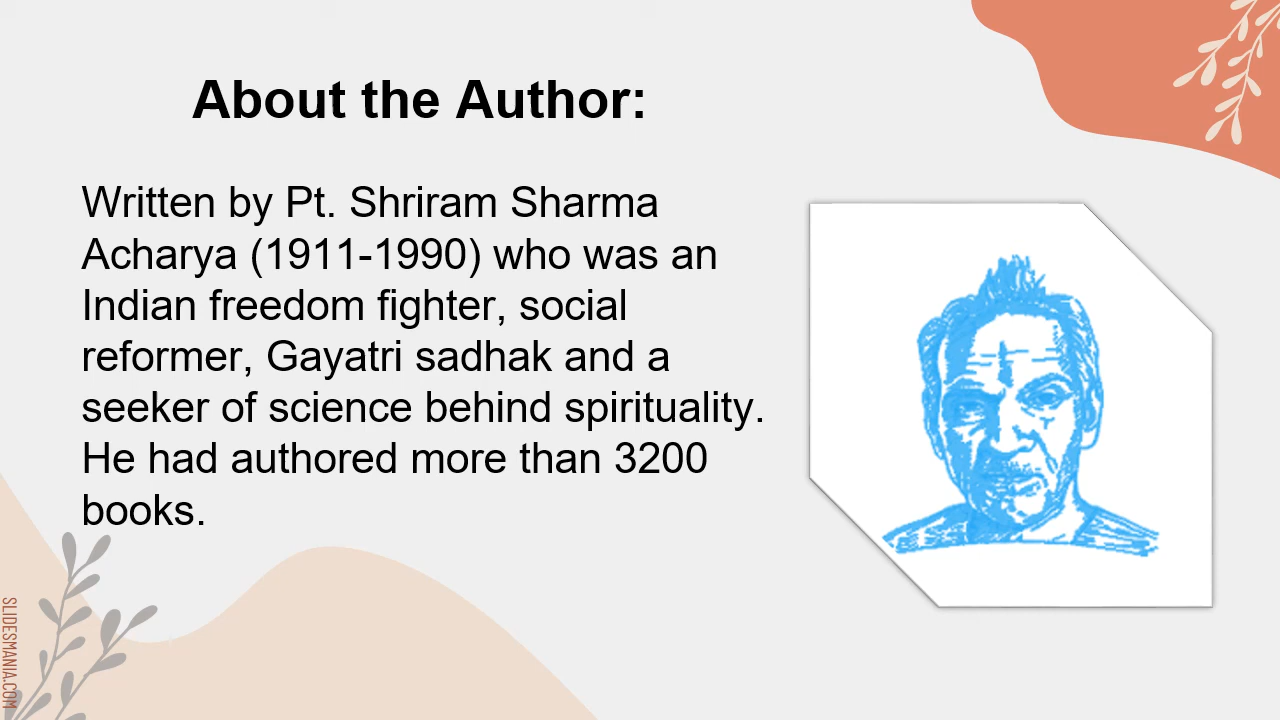 About the Author:
Written by Pt. Shriram Sharma
Acharya (1911-1990) who was an
Indian freedom fighter, social
reformer, Gayatri sadhak and a
seeker of science behind spirituality.
He had authored more than 3200
books.
SLIDESMANIA.COM